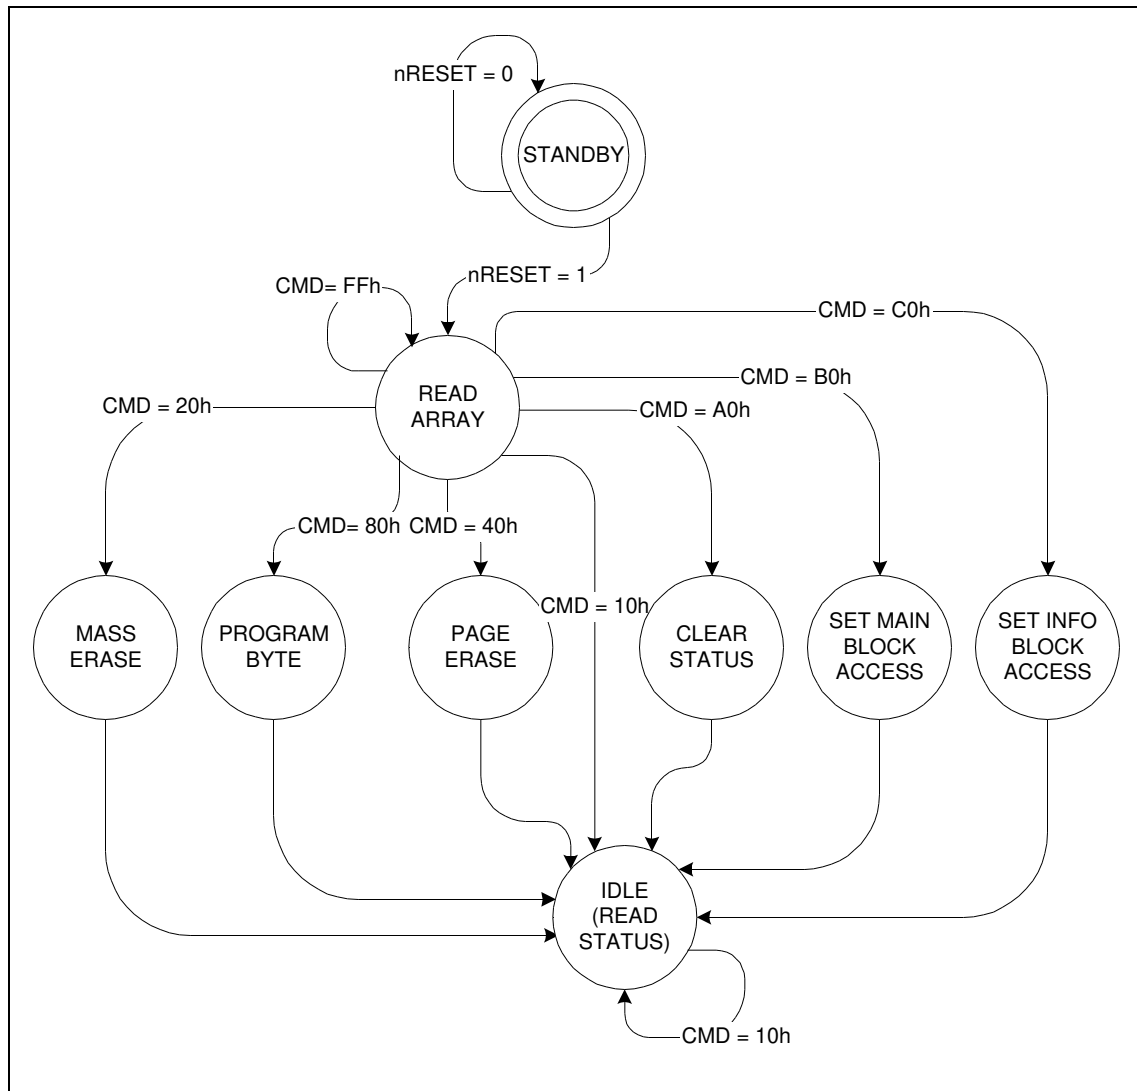 nRESET = 0
STANDBY
nRESET = 1
CMD= FFh
CMD = C0h
READ
ARRAY
CMD = B0h
CMD = 20h
CMD = A0h
CMD= 80h
CMD = 40h
CMD = 10h
MASS
ERASE
PROGRAM
BYTE
PAGE
ERASE
CLEAR
STATUS
SET MAIN
BLOCK
ACCESS
SET INFO
BLOCK
ACCESS
IDLE
(READ
STATUS)
CMD = 10h